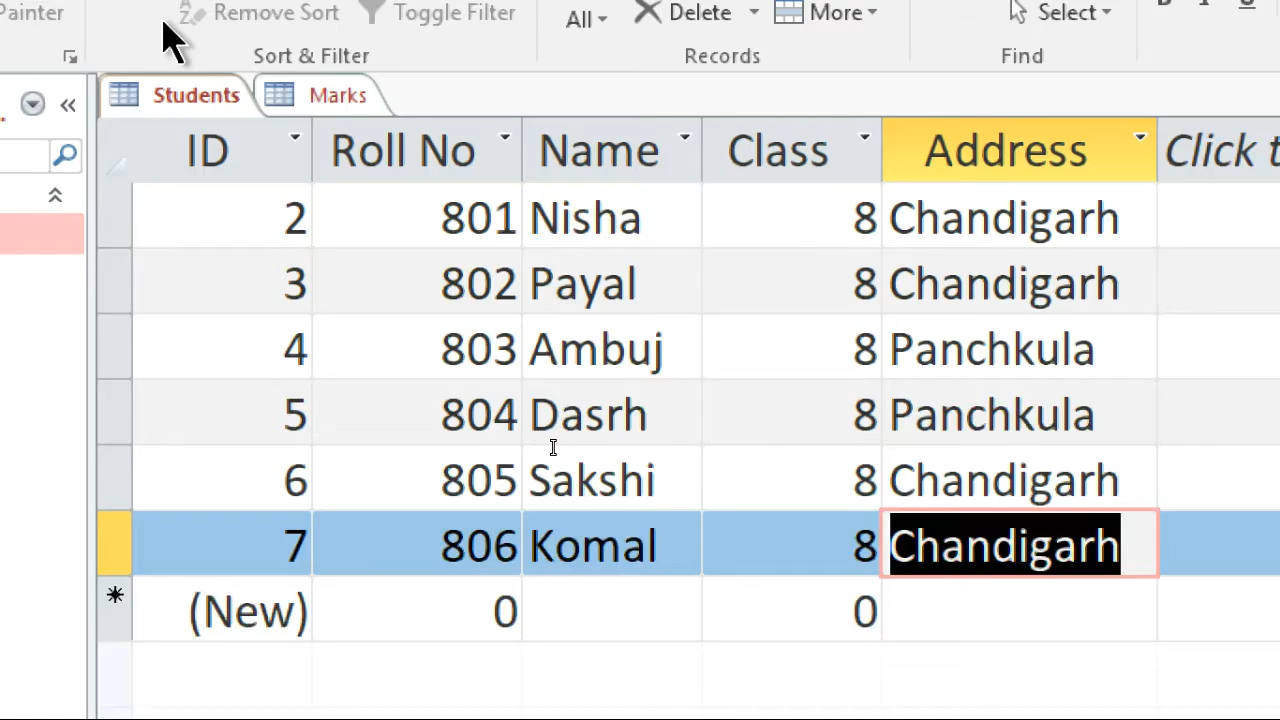 Painter Remove Sort Toggle Filter All Delete More Select
Sort & Filter Records Find
Students Marks
ID Roll No Name Class Address Click
2 801 Nisha 8 Chandigarh
3 802 Payal 8 Chandigarh
4 803 Ambuj 8 Panchkula
5 804 Dasrh 8 Panchkula
6 805 Sakshi 8 Chandigarh
7 806 Komal 8 Chandigarh
(New) 0 0